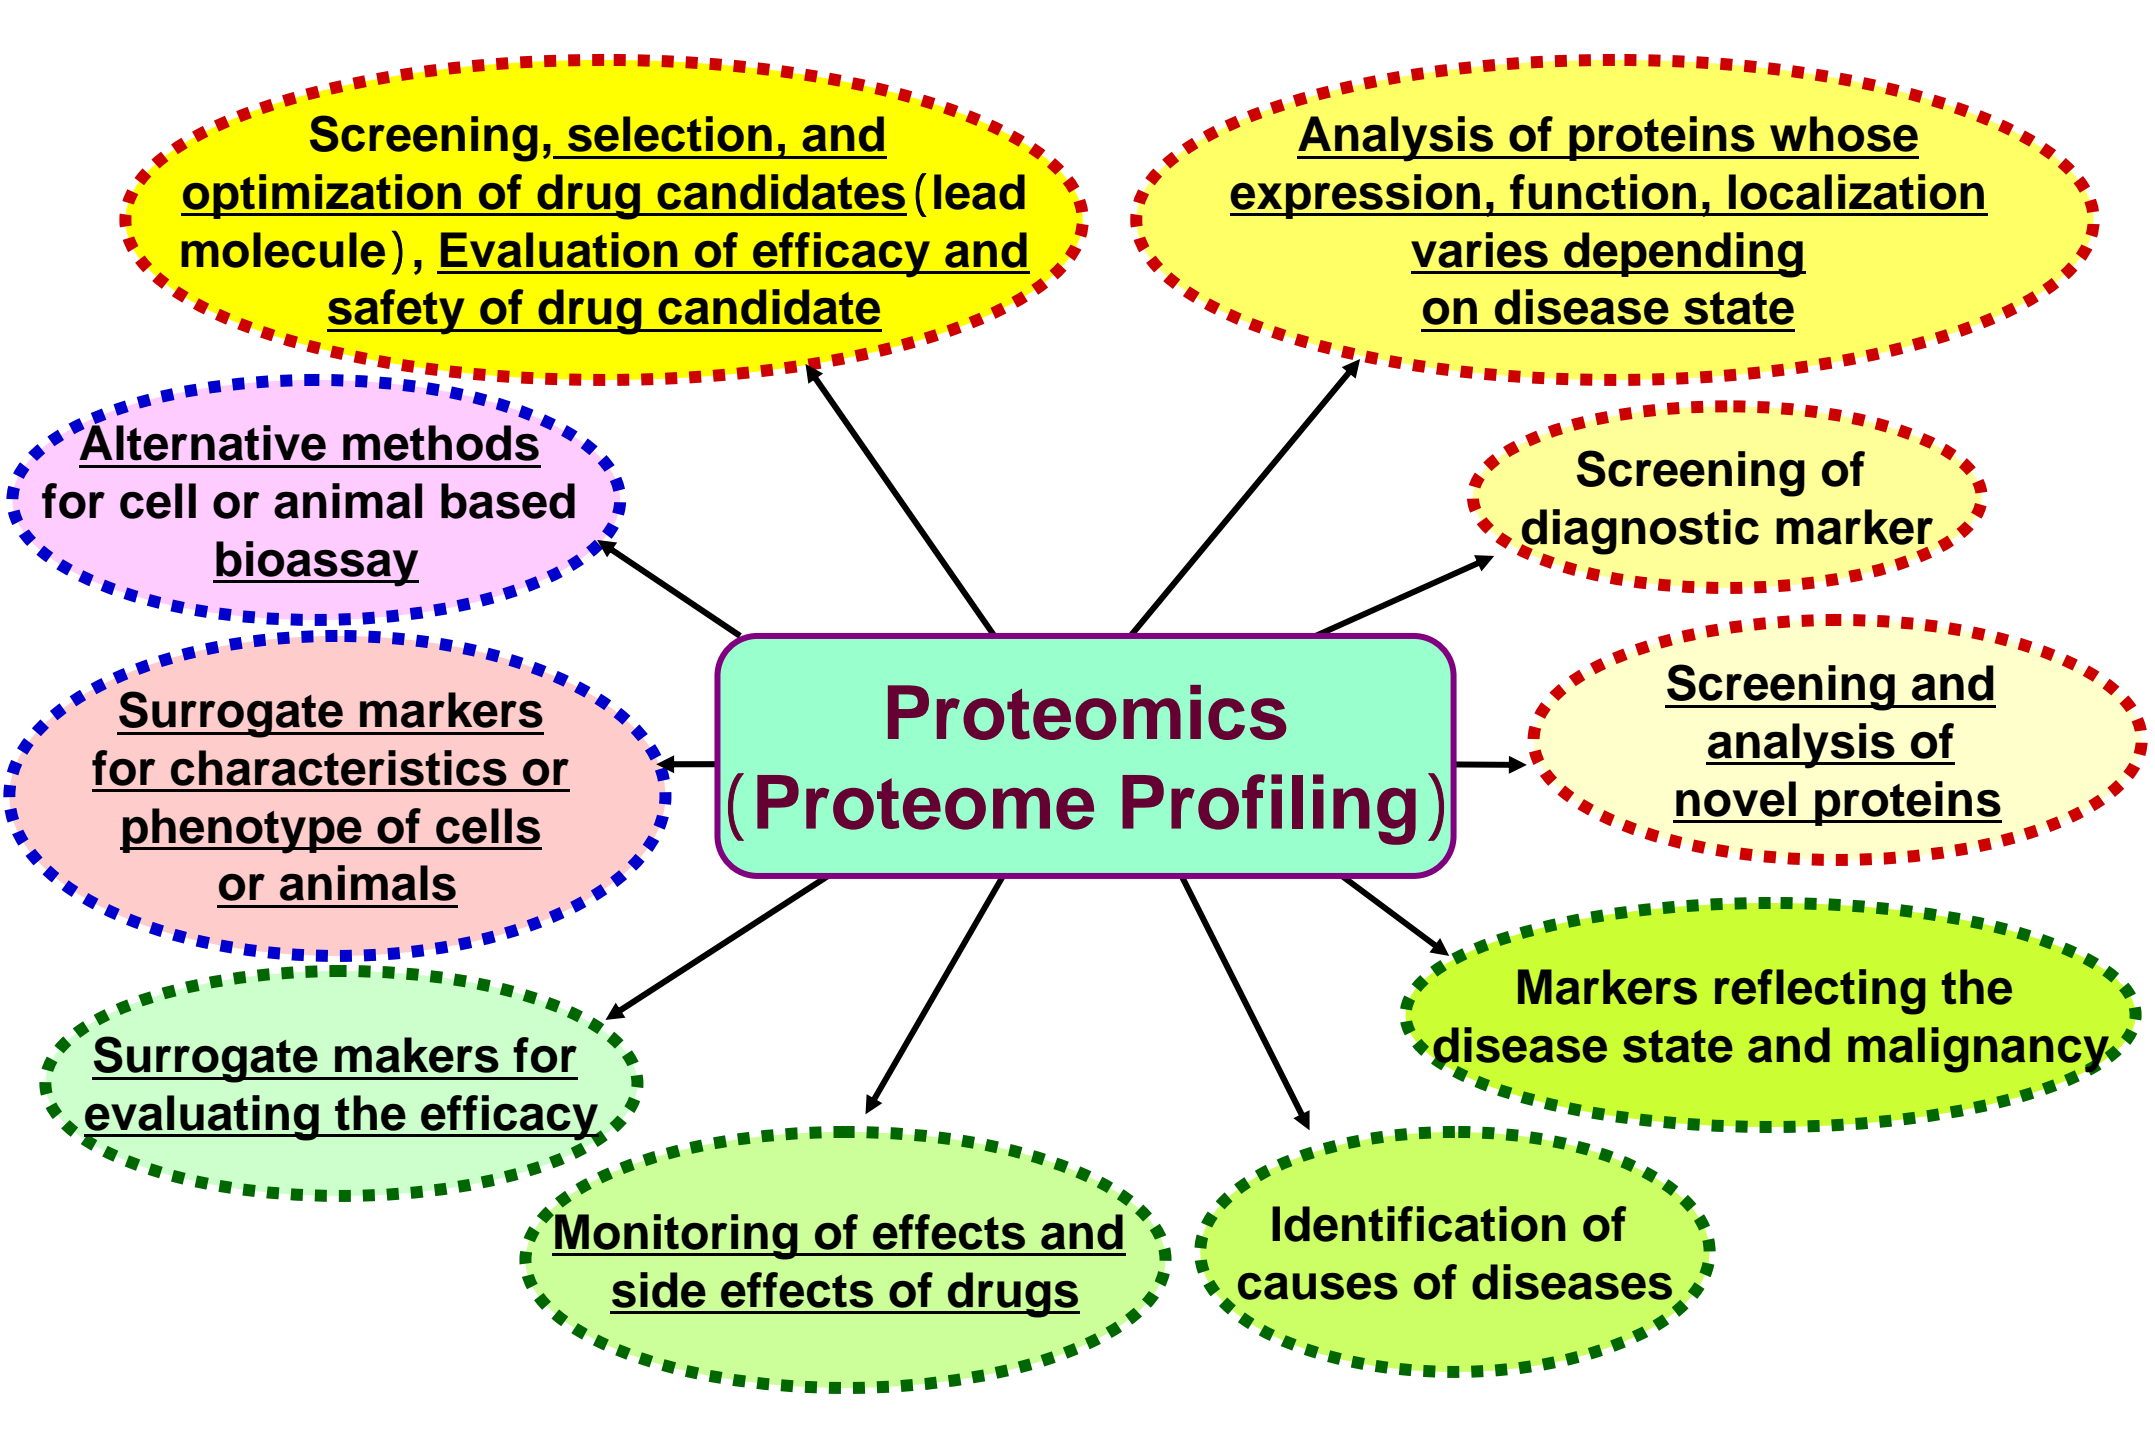 Screening, selection, and
optimization of drug candidates(lead
molecule), Evaluation of efficacy and
safety of drug candidate
Analysis of proteins whose
expression, function, localization
varies depending
on disease state
Alternative methods
for cell or animal based
bioassay
Screening of
diagnostic marker
Surrogate markers
for characteristics or
phenotype of cells
or animals
Proteomics
(Proteome Profiling)
Screening and
analysis of
novel proteins
Surrogate makers for
evaluating the efficacy
Markers reflecting the
disease state and malignancy
Monitoring of effects and
side effects of drugs
Identification of
causes of diseases